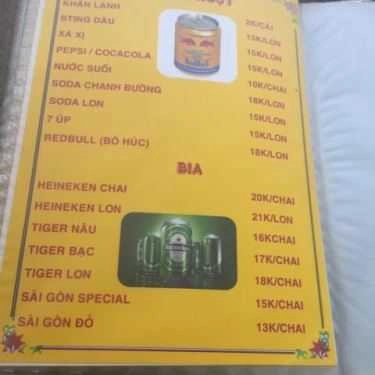 KHĂN LẠNH 2K/CÁI
STING DÂU 15K/LON
XÁ XỊ 15K/LON
PEPSI / COCACOLA 15K/LON
NƯỚC SUỐI 10K/CHAI
SODA CHANH ĐƯỜNG 18K/LON
SODA LON 15K/LON
7 ÚP 15K/LON
REDBULL (BÒ HÚC) 18K/LON
BIA
HEINEKEN CHAI 20K/CHAI
HEINEKEN LON 21K/LON
TIGER NÂU 16KCHAI
TIGER BẠC 17K/CHAI
TIGER LON 18K/CHAI
SÀI GÒN SPECIAL 15K/CHAI
SÀI GÒN ĐỎ 13K/CHAI